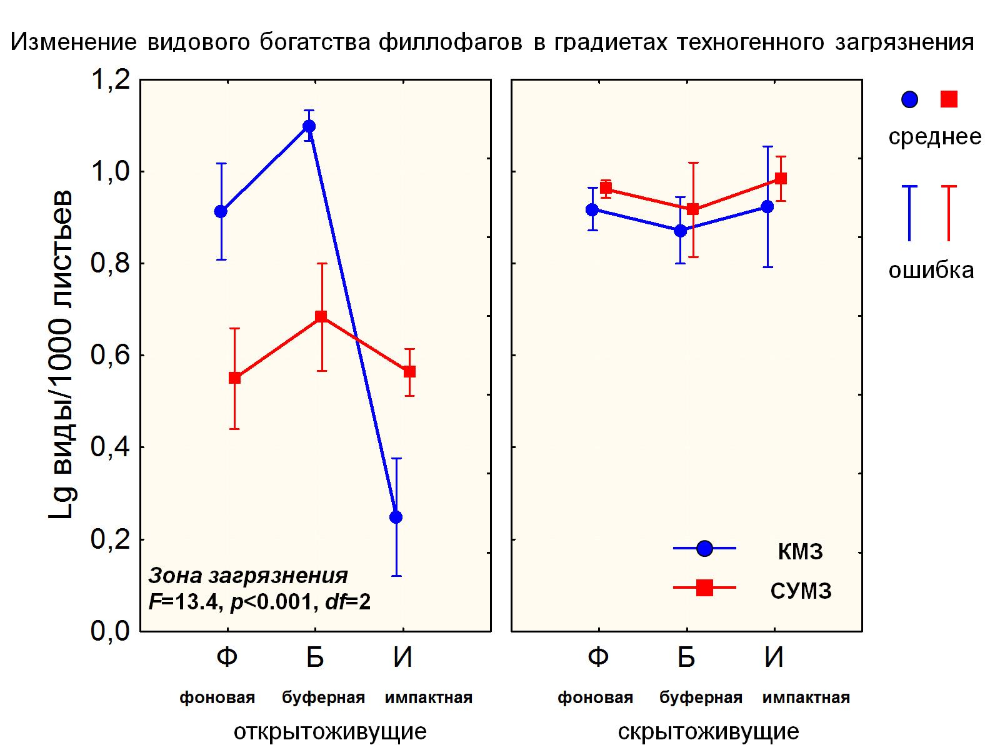 Изменение видового богатства филлофагов в градиетах техногенного загрязнения
Lg виды/1000 листьев
1,2
1,0
0,8
0,6
0,4
0,2
0,0
Зона загрязнения
F=13.4, p<0.001, df=2
Ф Б И
фоновая буферная импактная
открытоживущие
КМЗ
СУМЗ
Ф Б И
фоновая буферная импактная
скрытоживущие
среднее
ошибка